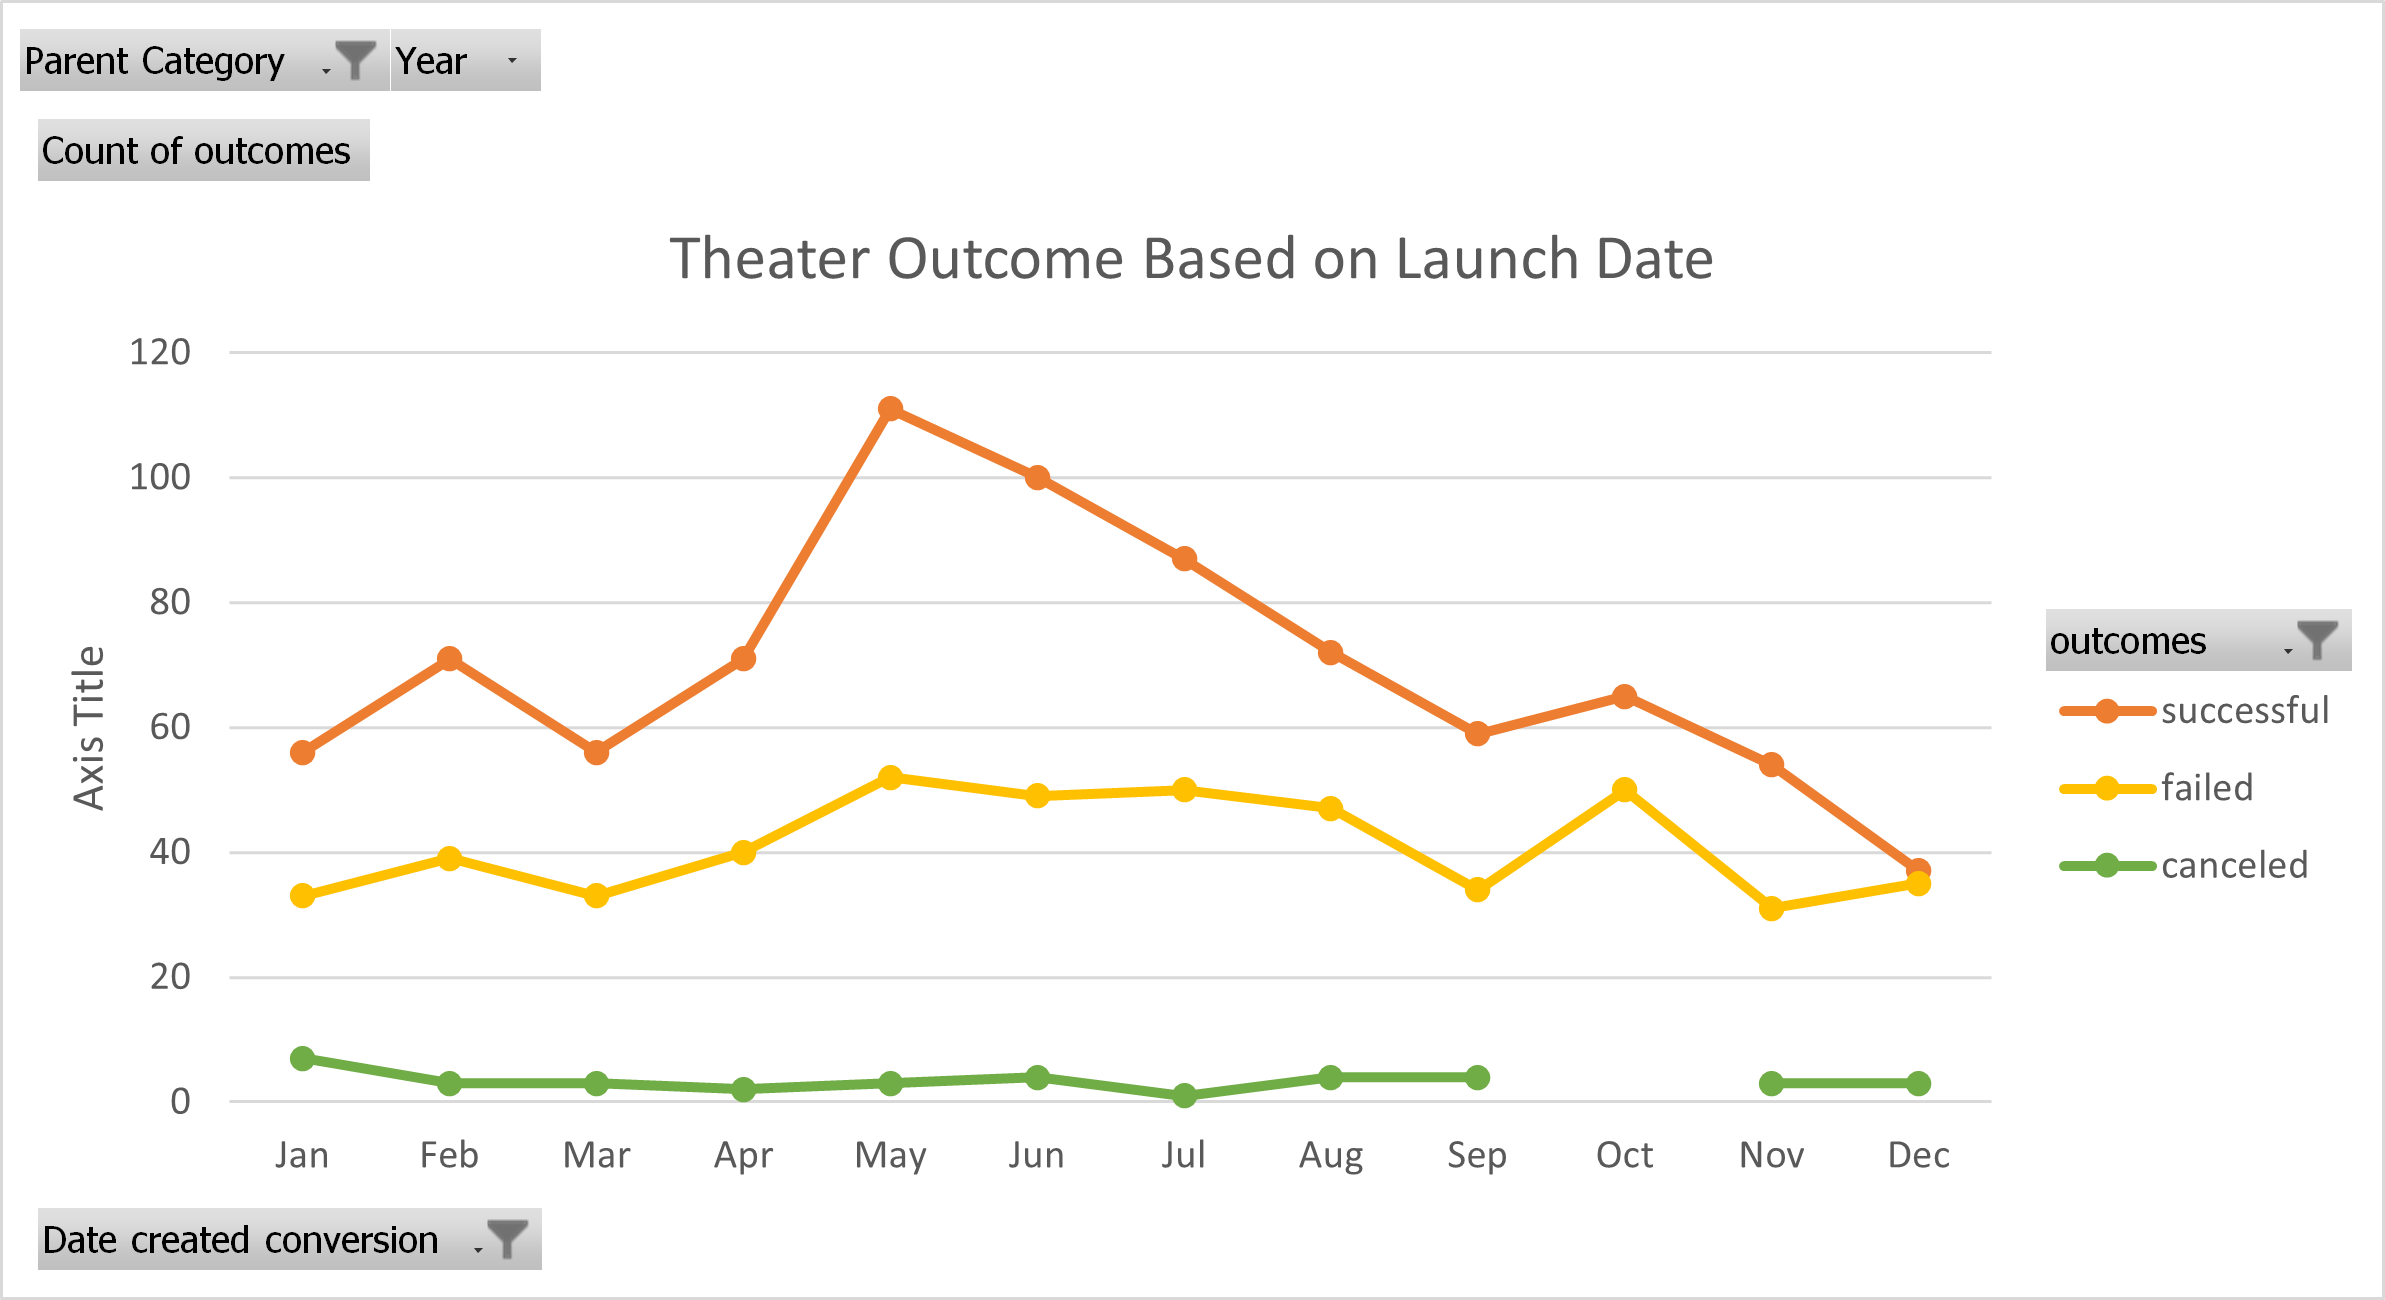 Parent Category Year
Count of outcomes
Theater Outcome Based on Launch Date
120
100
80
60
40
20
0
Axis Title
Jan Feb Mar Apr May Jun Jul Aug Sep Oct Nov Dec
outcomes
successful
failed
canceled
Date created conversion